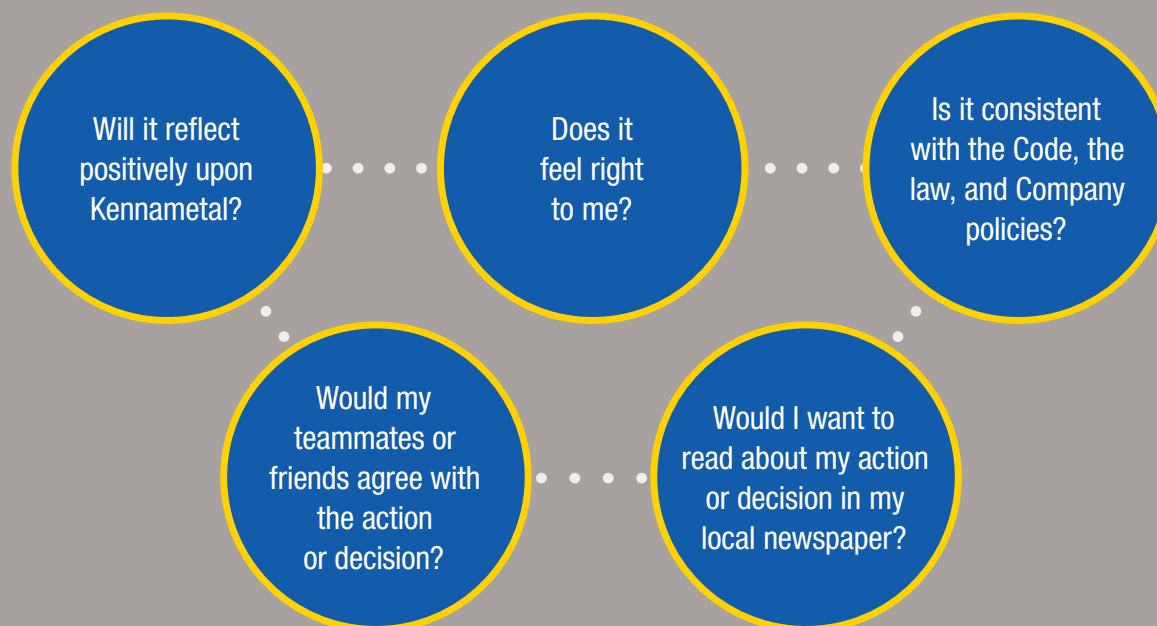 Will it reflect
positively upon
Kennametal?
Does it
feel right
to me?
Is it consistent
with the Code, the
law, and Company
policies?
Would my
teammates or
friends agree with
the action
or decision?
Would I want to
read about my action
or decision in my
local newspaper?